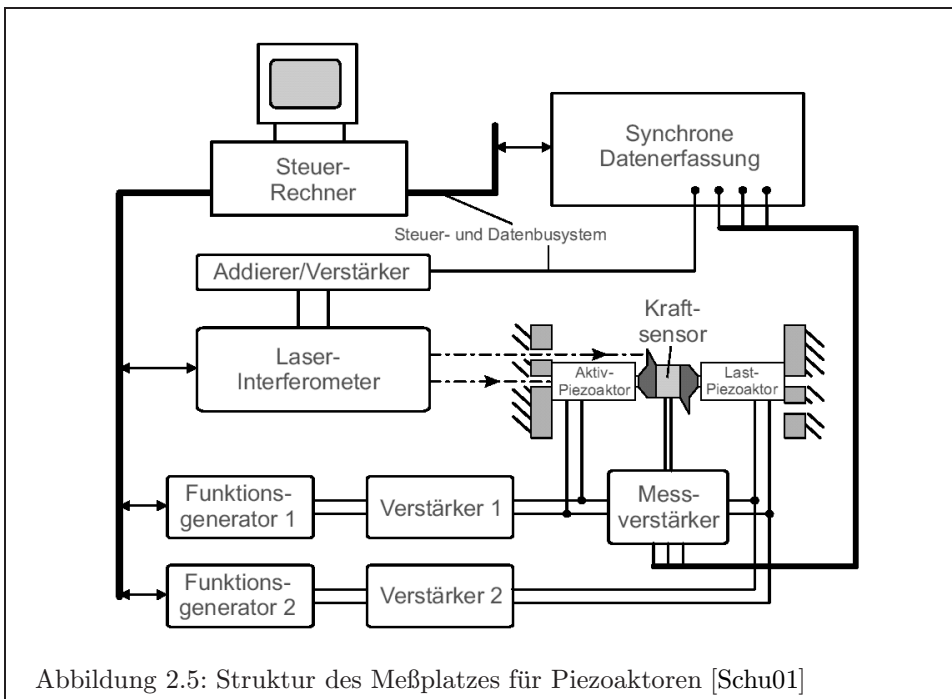 Steuer-
Rechner
Synchrone
Datenerfassung
Steuer- und Datenbusystem
Addierer/Verstärker
Laser-
Interferometer
Kraft-
sensor
Aktiv-
Piezoaktor
Last-
Piezoaktor
Funktions-
generator 1
Verstärker 1
Mess-
verstärker
Funktions-
generator 2
Verstärker 2
Abbildung 2.5: Struktur des Meßplatzes für Piezoaktoren [Schu01]